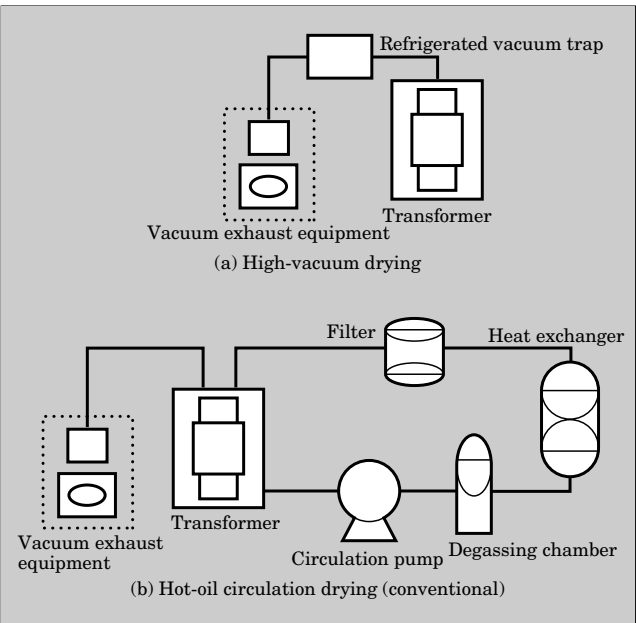 Refrigerated vacuum trap
Transformer
Vacuum exhaust equipment
(a) High-vacuum drying
Filter
Heat exchanger
Transformer
Vacuum exhaust
equipment
Circulation pump
Degassing chamber
(b) Hot-oil circulation drying (conventional)